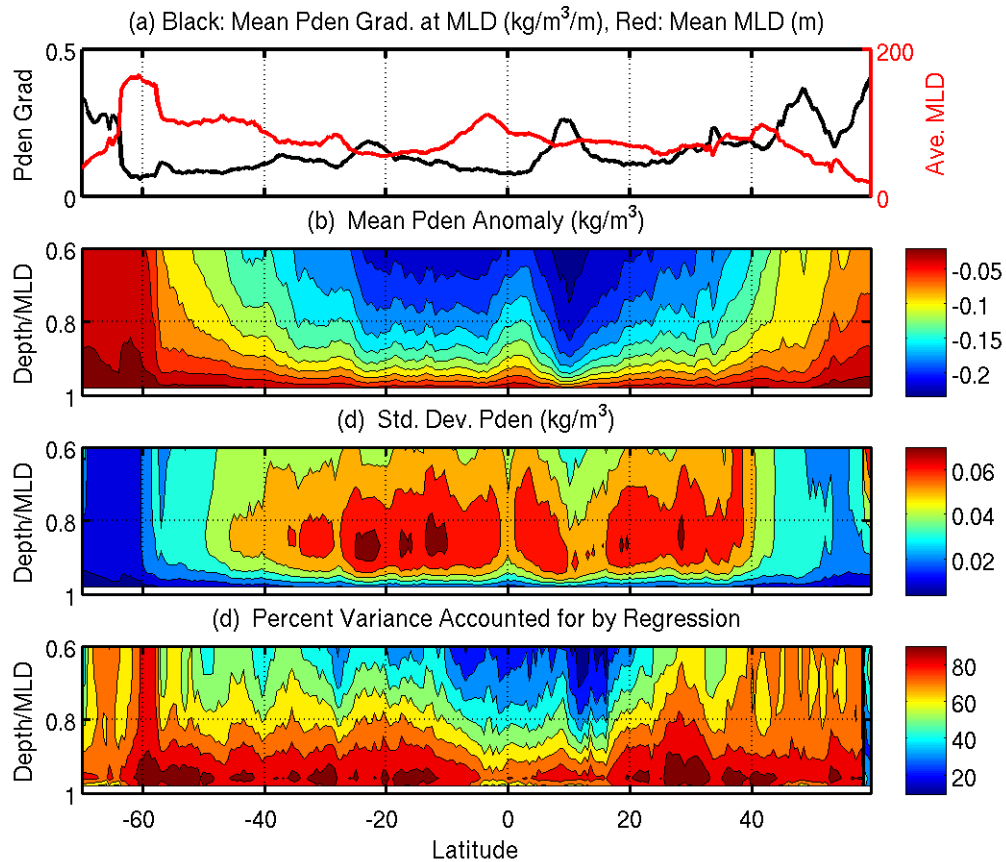 (a) Black: Mean Pden Grad. at MLD (kg/m³/m), Red: Mean MLD (m)
0.5
0
Pden Grad
200
100
0
Ave. MLD
(b) Mean Pden Anomaly (kg/m³)
0.6
0.8
1
Depth/MLD
-0.05
-0.1
-0.15
-0.2
(d) Std. Dev. Pden (kg/m³)
0.6
0.8
1
Depth/MLD
0.06
0.04
0.02
(d) Percent Variance Accounted for by Regression
0.6
0.8
1
Depth/MLD
80
60
40
20
-60 -40 -20 0 20 40
Latitude